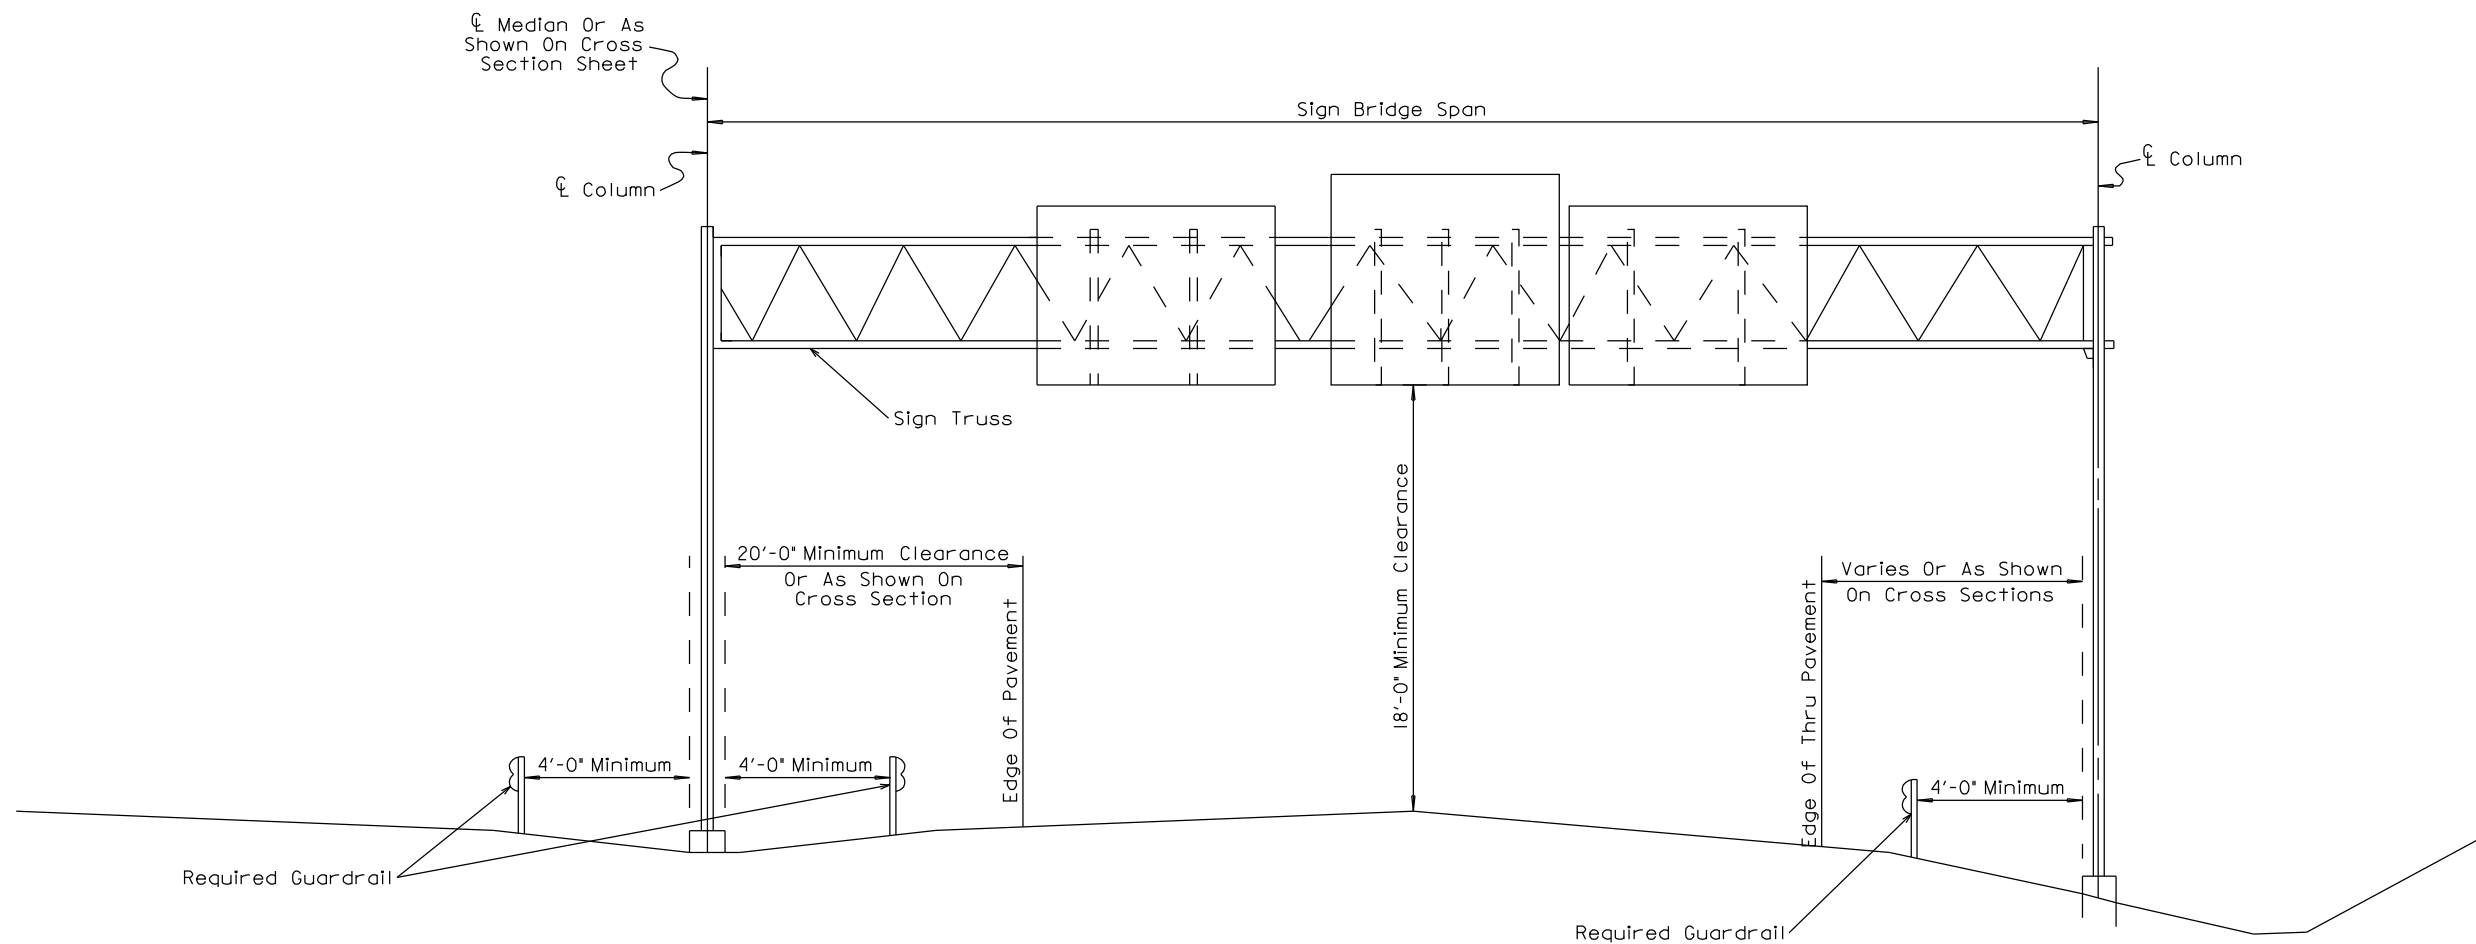 ℄ Median Or As
Shown On Cross
Section Sheet
Sign Bridge Span
℄ Column
℄ Column
Sign Truss
18'-0" Minimum Clearance
20'-0" Minimum Clearance
Or As Shown On
Cross Section
Edge Of Pavement
Varies Or As Shown
On Cross Sections
Edge Of Thru Pavement
4'-0" Minimum
4'-0" Minimum
4'-0" Minimum
Required Guardrail
Required Guardrail